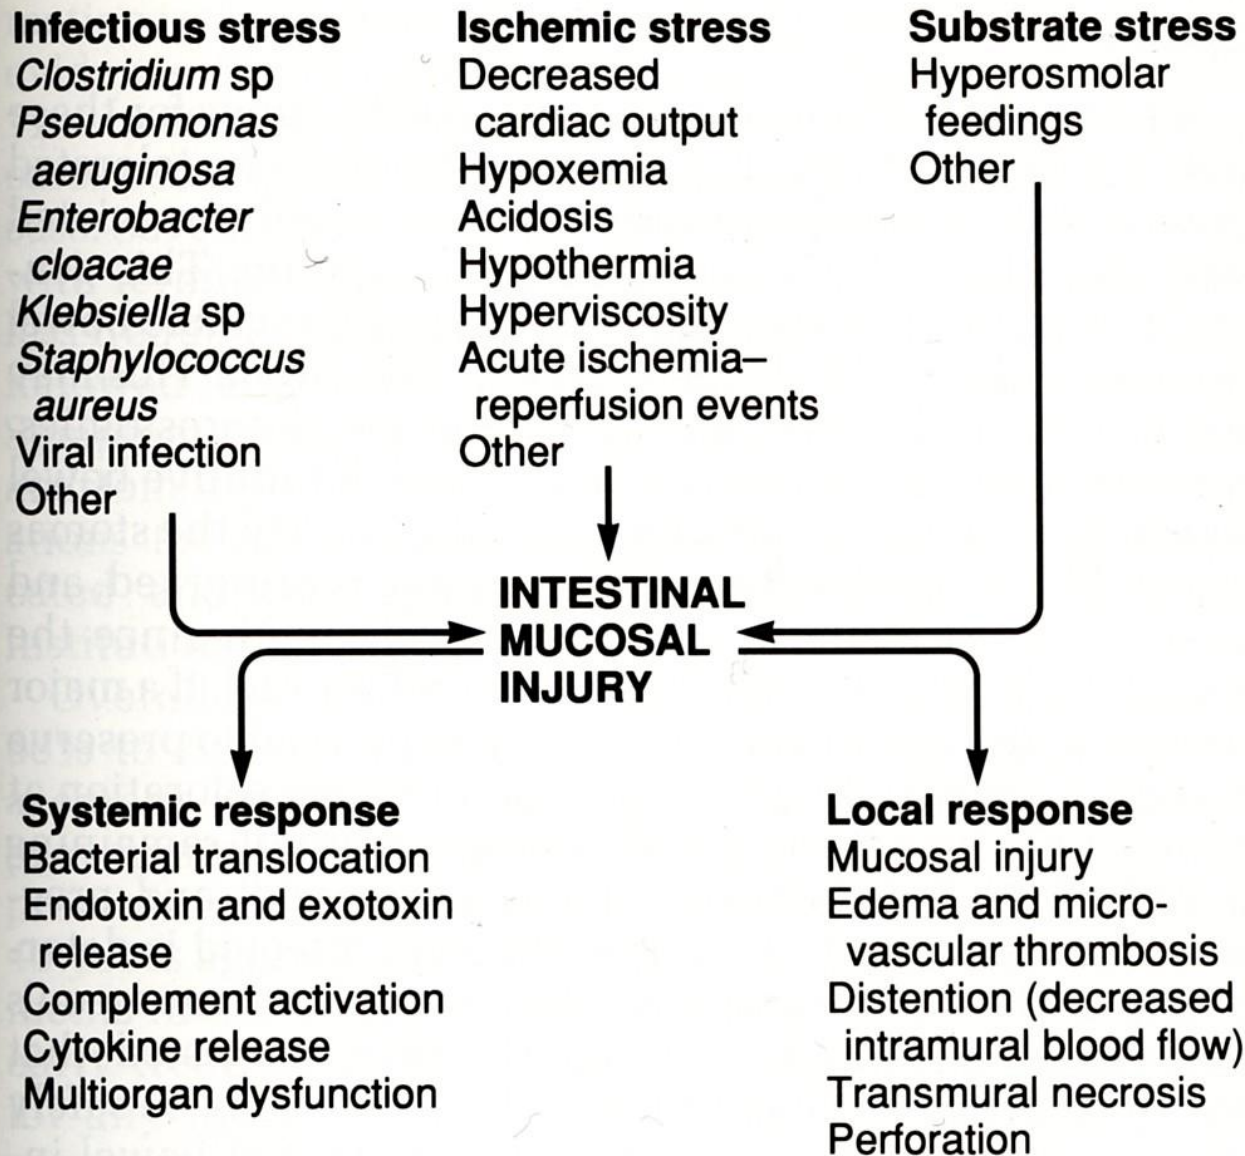 Infectious stress
Clostridium sp
Pseudomonas
aeruginosa
Enterobacter
cloacae
Klebsiella sp
Staphylococcus
aureus
Viral infection
Other
Ischemic stress
Decreased
cardiac output
Hypoxemia
Acidosis
Hypothermia
Hyperviscosity
Acute ischemia–
reperfusion events
Other
Substrate stress
Hyperosmolar
feedings
Other
INTESTINAL
MUCOSAL
INJURY
Systemic response
Bacterial translocation
Endotoxin and exotoxin
release
Complement activation
Cytokine release
Multiorgan dysfunction
Local response
Mucosal injury
Edema and micro-
vascular thrombosis
Distention (decreased
intramural blood flow)
Transmural necrosis
Perforation